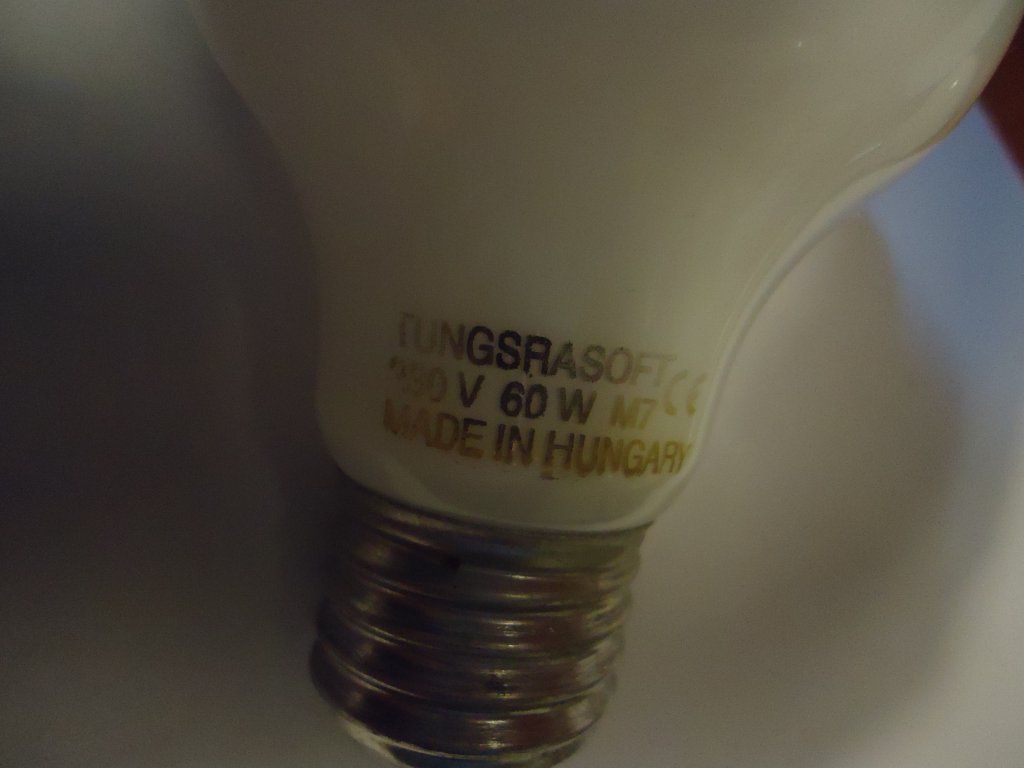 TUNGSRASOFT
V 60 W M7 CE
MADE IN HUNGARY